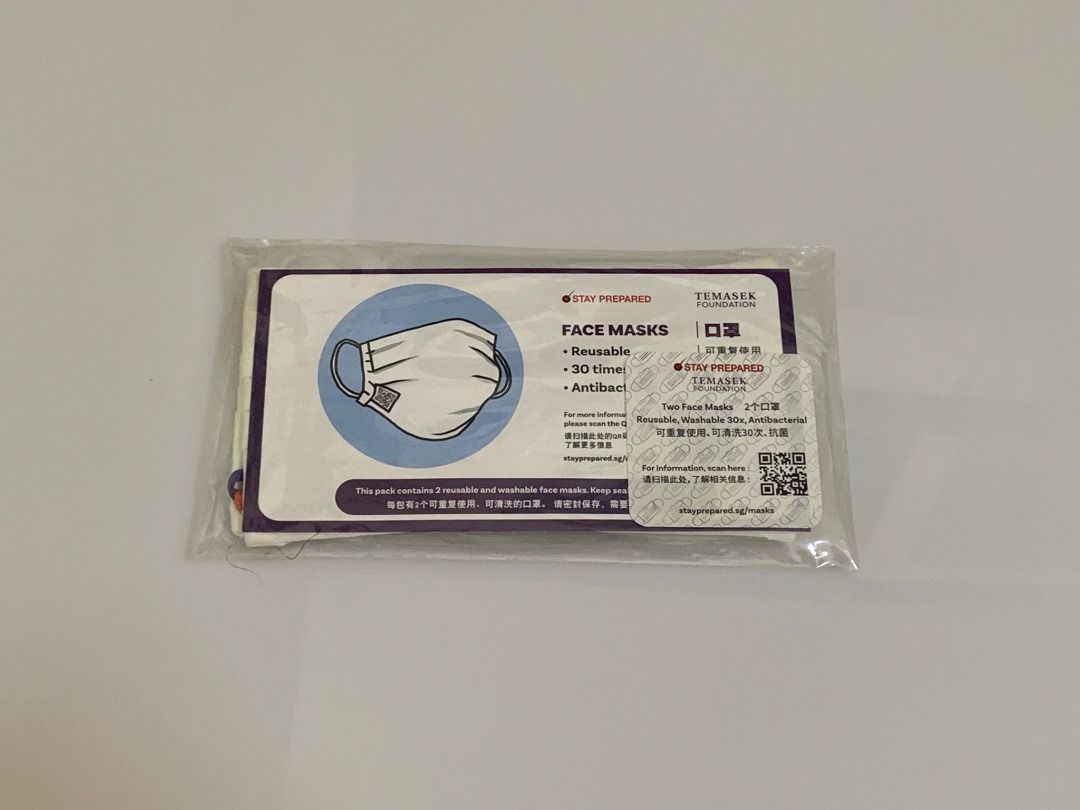 STAY PREPARED
TEMASEK
FOUNDATION
FACE MASKS
口罩
• Reusable
可重复使用
• 30
•
For more
please scan the
请扫描此处的QR
了解更多信息
stayprepared.sg/
This pack contains 2 reusable and washable face masks. Keep
每包有2个可重复使用、可清洗的口罩。 请密封保存，需要
STAY PREPARED
TEMASEK
FOUNDATION
Two Face Masks 2个口罩
Reusable, Washable 30x, Antibacterial
可重复使用、可清洗30次、抗菌
For information, scan here :
请扫描此处，了解相关信息 :
stayprepared.sg/masks